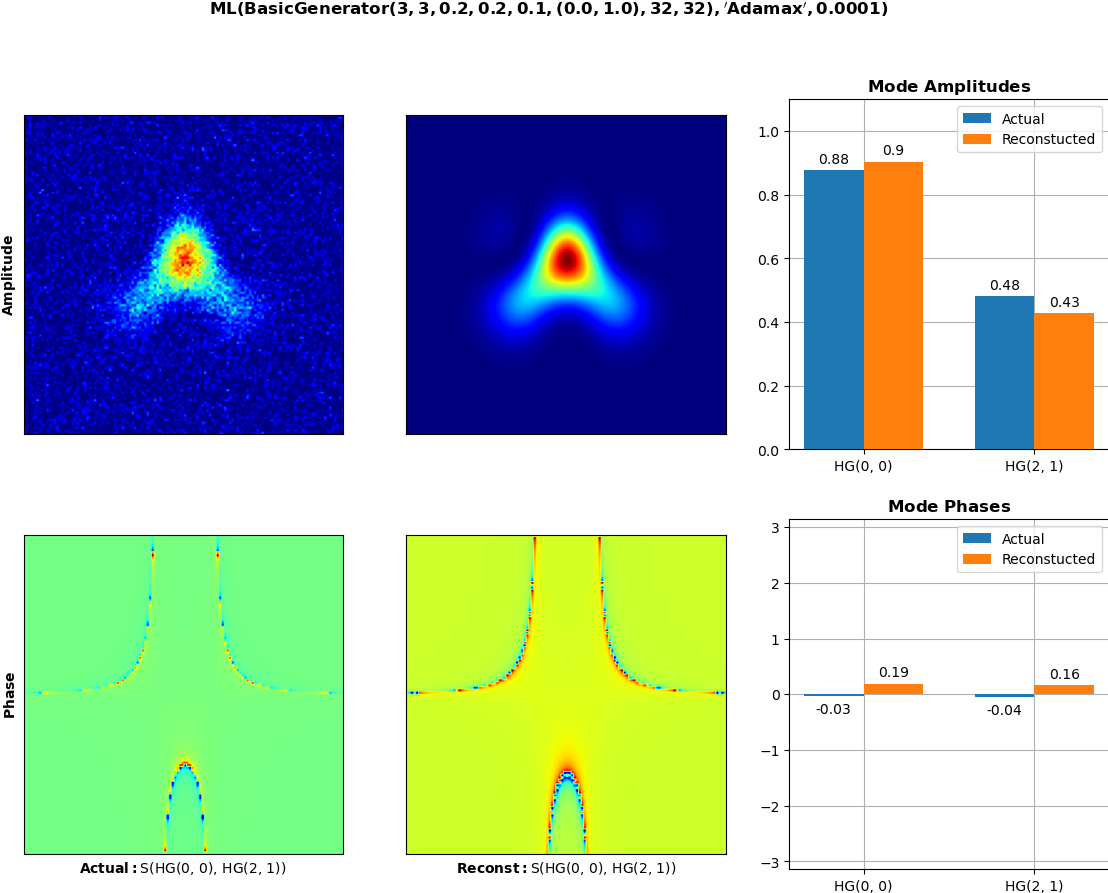 ML(BasicGenerator(3, 3, 0.2, 0.2, 0.1, (0.0, 1.0), 32, 32), ′Adamax′, 0.0001)
Amplitude
Mode Amplitudes
Actual
Reconstucted
1.0
0.8
0.6
0.4
0.2
0.0
0.88
0.9
0.48
0.43
HG(0, 0)
HG(2, 1)
Phase
Actual: S(HG(0, 0), HG(2, 1))
Reconst: S(HG(0, 0), HG(2, 1))
Mode Phases
Actual
Reconstucted
3
2
1
0
−1
−2
−3
-0.03
0.19
-0.04
0.16
HG(0, 0)
HG(2, 1)